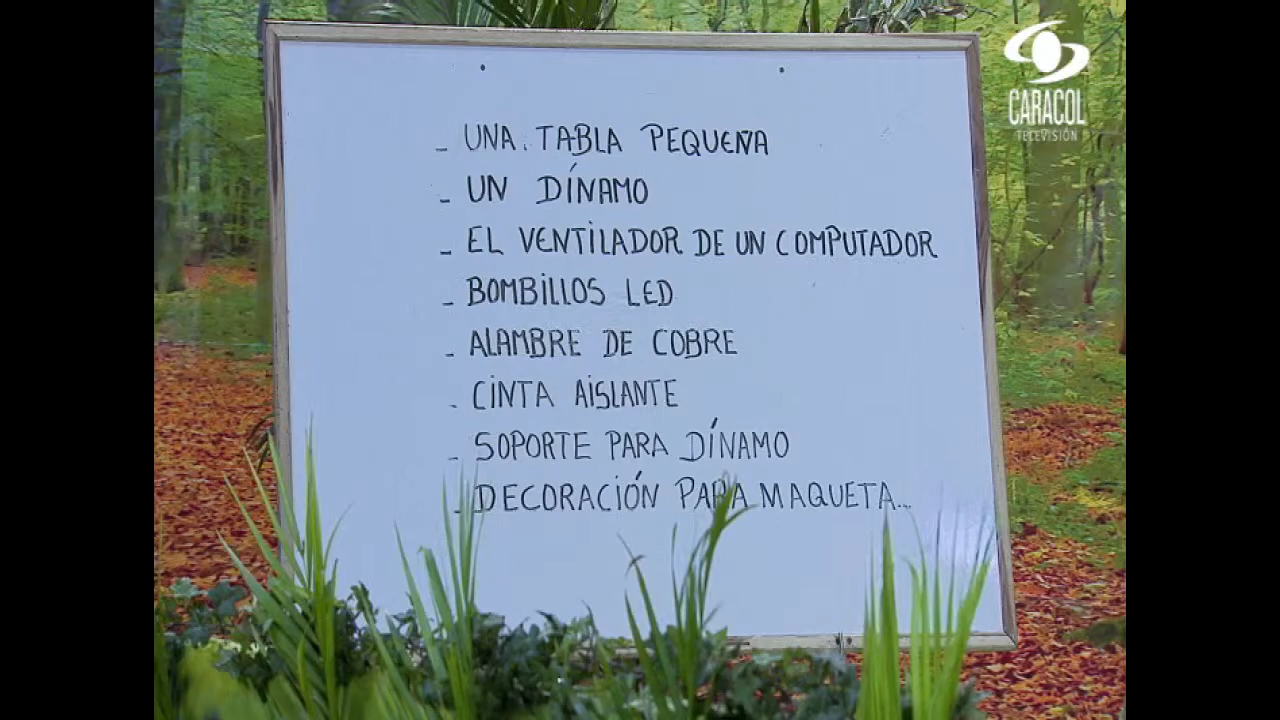 CARACOL
TELEVISIÓN
- UNA. TABLA PEQUEÑA
- UN DÍNAMO
- EL VENTILADOR DE UN COMPUTADOR
- BOMBILLOS LED
- ALAMBRE DE COBRE
- CINTA AISLANTE
- SOPORTE PARA DÍNAMO
- DECORACIÓN PARA MAQUETA...